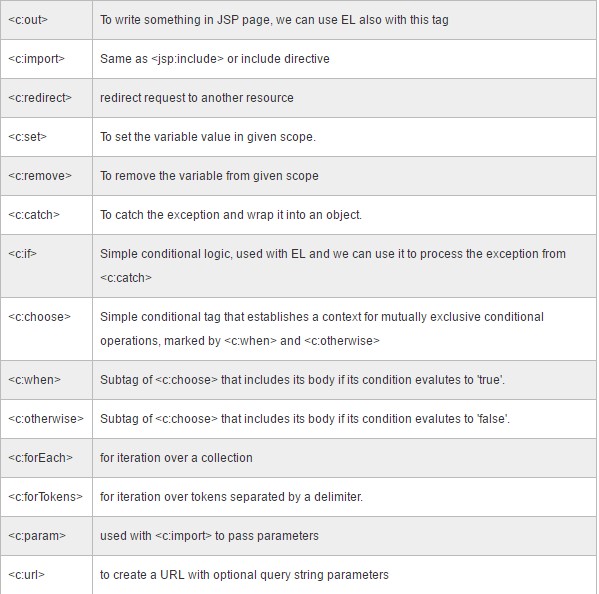 <c:out> To write something in JSP page, we can use EL also with this tag
<c:import> Same as <jsp:include> or include directive
<c:redirect> redirect request to another resource
<c:set> To set the variable value in given scope.
<c:remove> To remove the variable from given scope
<c:catch> To catch the exception and wrap it into an object.
<c:if> Simple conditional logic, used with EL and we can use it to process the exception from
<c:catch>
<c:choose> Simple conditional tag that establishes a context for mutually exclusive conditional
operations, marked by <c:when> and <c:otherwise>
<c:when> Subtag of <c:choose> that includes its body if its condition evalutes to 'true'.
<c:otherwise> Subtag of <c:choose> that includes its body if its condition evalutes to 'false'.
<c:forEach> for iteration over a collection
<c:forTokens> for iteration over tokens separated by a delimiter.
<c:param> used with <c:import> to pass parameters
<c:url> to create a URL with optional query string parameters